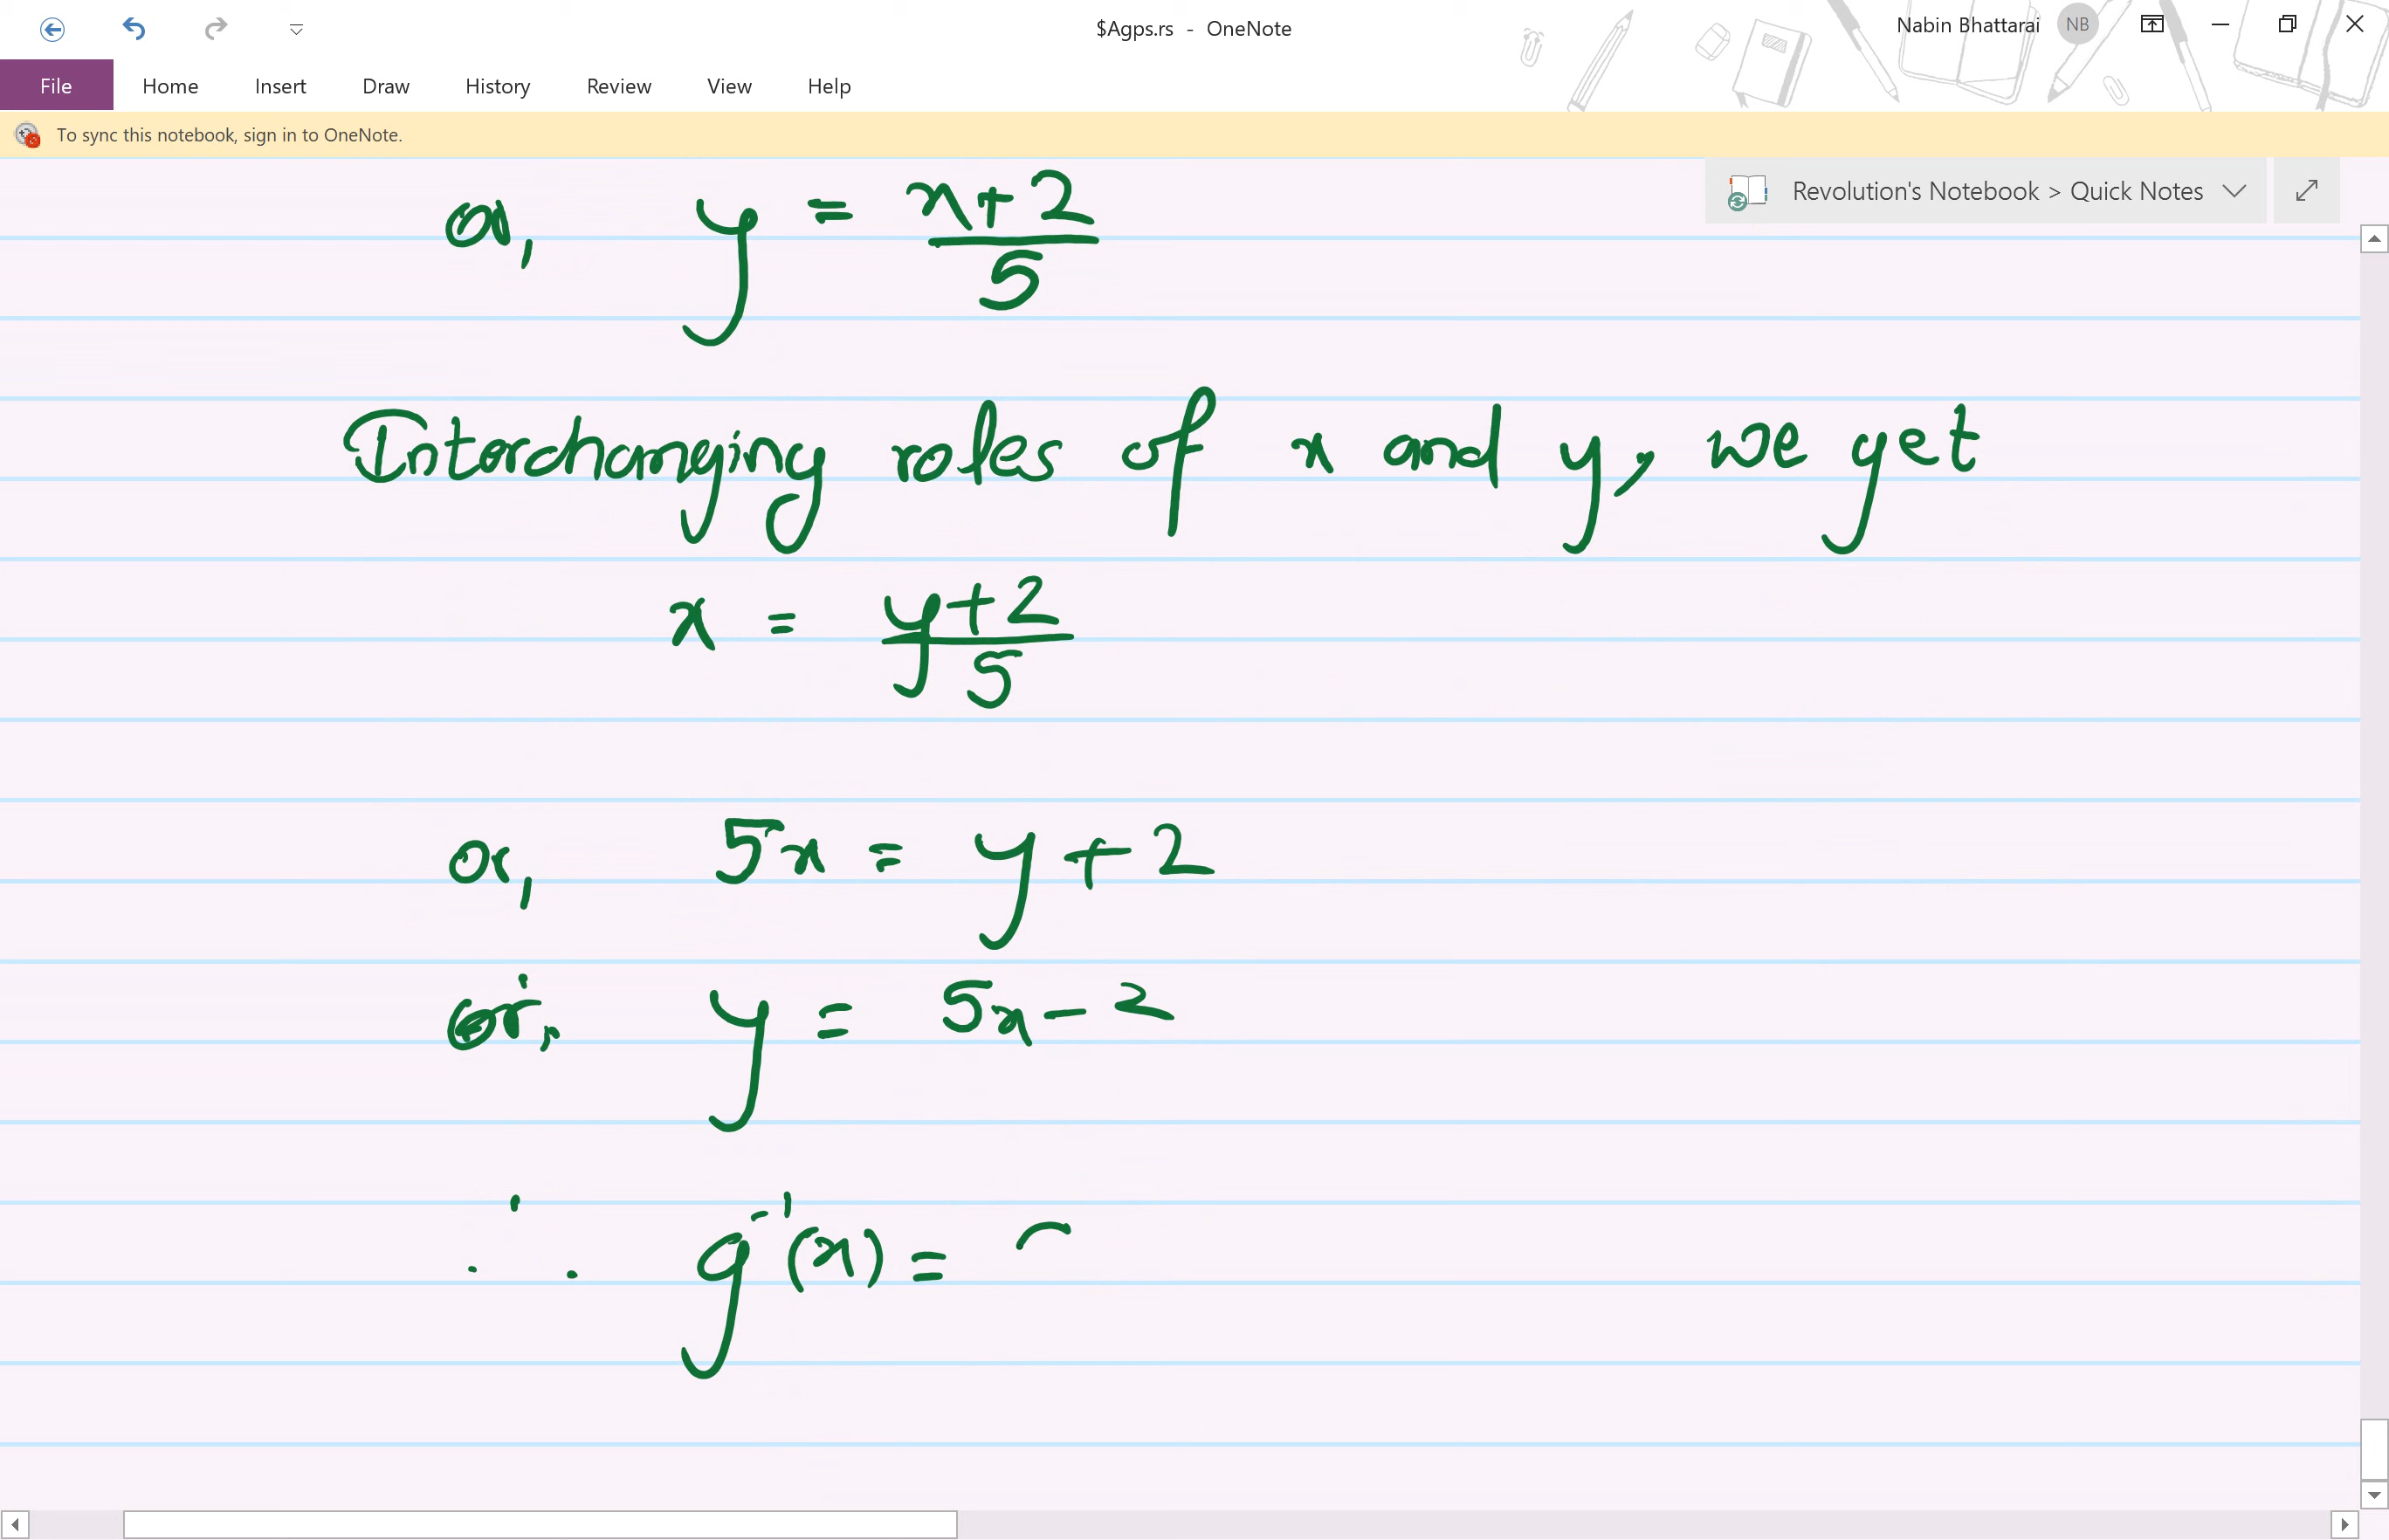 $Agps.rs - OneNote
Nabin Bhattarai NB
File Home Insert Draw History Review View Help
To sync this notebook, sign in to OneNote.
Revolution's Notebook > Quick Notes
or, y = x+2/5
Interchanging roles of x and y, we get
x = y+2/5
or, 5x = y+2
or, y = 5x-2
∴ g⁻¹(x) =